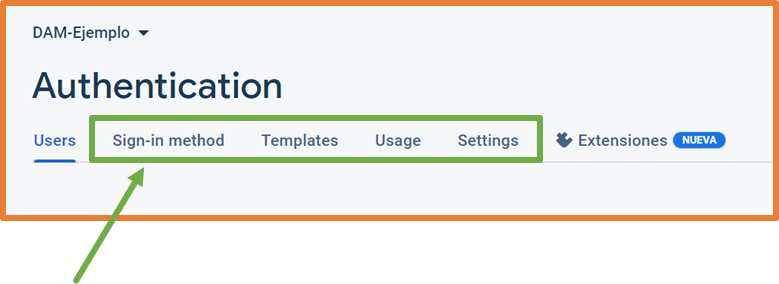 DAM-Ejemplo
Authentication
Users Sign-in method Templates Usage Settings Extensiones NUEVA